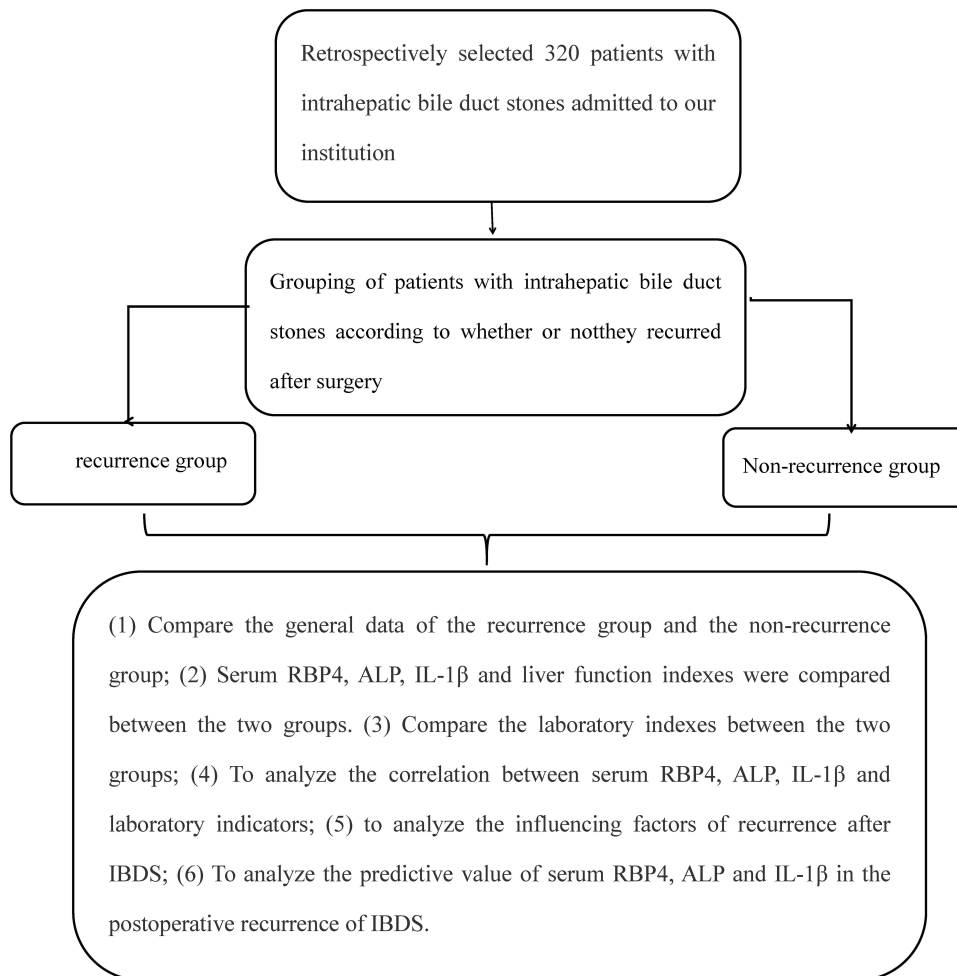 Retrospectively selected 320 patients with
intrahepatic bile duct stones admitted to our
institution
Grouping of patients with intrahepatic bile duct
stones according to whether or notthey recurred
after surgery
recurrence group
Non-recurrence group
(1) Compare the general data of the recurrence group and the non-recurrence
group; (2) Serum RBP4, ALP, IL-1β and liver function indexes were compared
between the two groups. (3) Compare the laboratory indexes between the two
groups; (4) To analyze the correlation between serum RBP4, ALP, IL-1β and
laboratory indicators; (5) to analyze the influencing factors of recurrence after
IBDS; (6) To analyze the predictive value of serum RBP4, ALP and IL-1β in the
postoperative recurrence of IBDS.